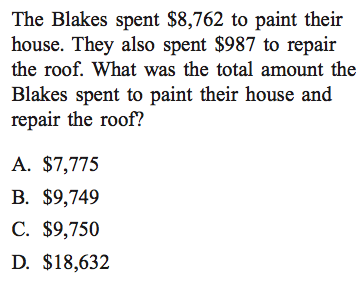 The Blakes spent $8,762 to paint their
house. They also spent $987 to repair
the roof. What was the total amount the
Blakes spent to paint their house and
repair the roof?
A. $7,775
B. $9,749
C. $9,750
D. $18,632